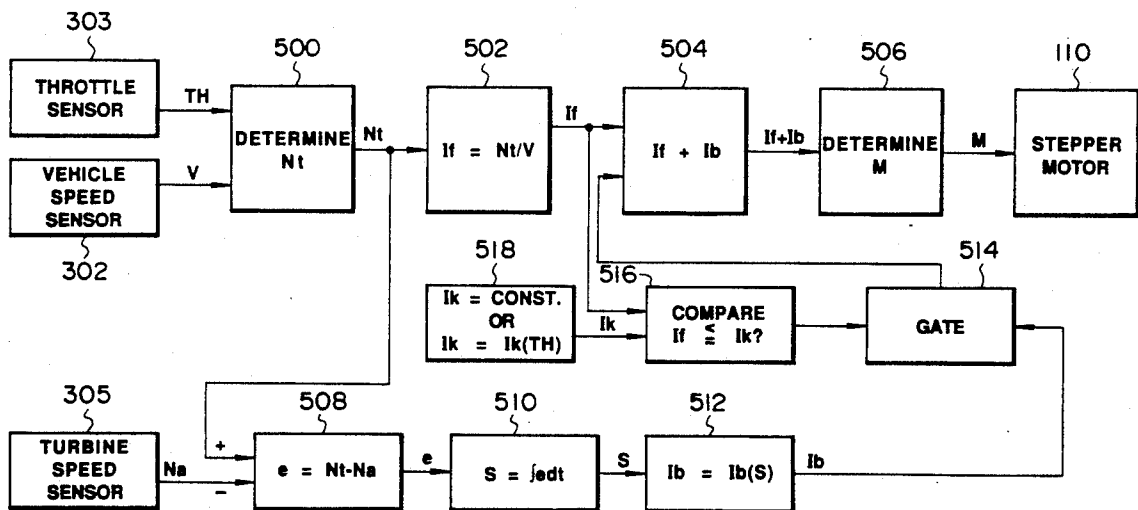 303
500
502
504
506
110
THROTTLE
SENSOR
TH
DETERMINE
Nt
Nt
If = Nt/V
If
If + Ib
If+Ib
DETERMINE
M
M
STEPPER
MOTOR
VEHICLE
SPEED
SENSOR
V
302
518
516
514
Ik = CONST.
OR
Ik = Ik(TH)
Ik
COMPARE
If ≦ Ik?
GATE
305
508
510
512
TURBINE
SPEED
SENSOR
Na
+
−
e = Nt-Na
e
S = ∫edt
S
Ib = Ib(S)
Ib